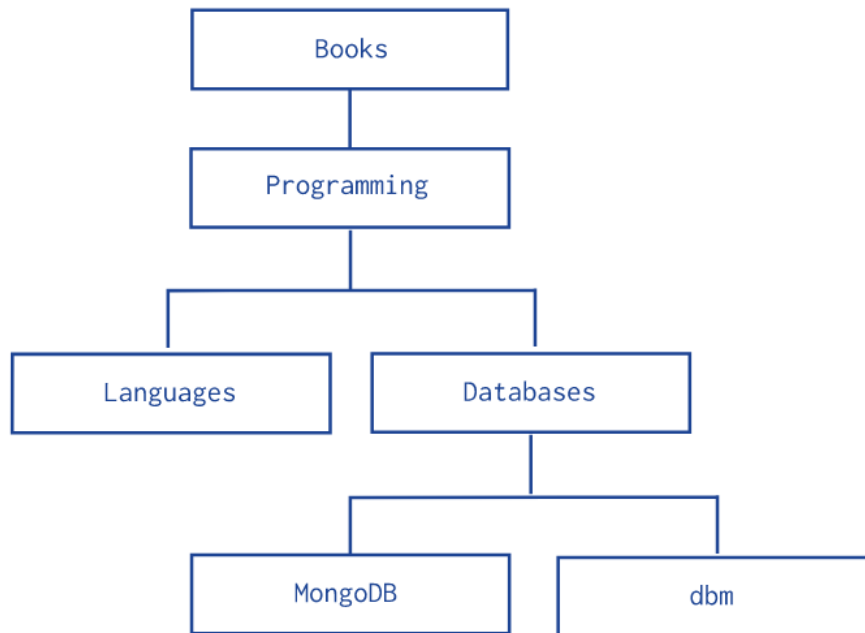 Books
Programming
Languages
Databases
MongoDB
dbm